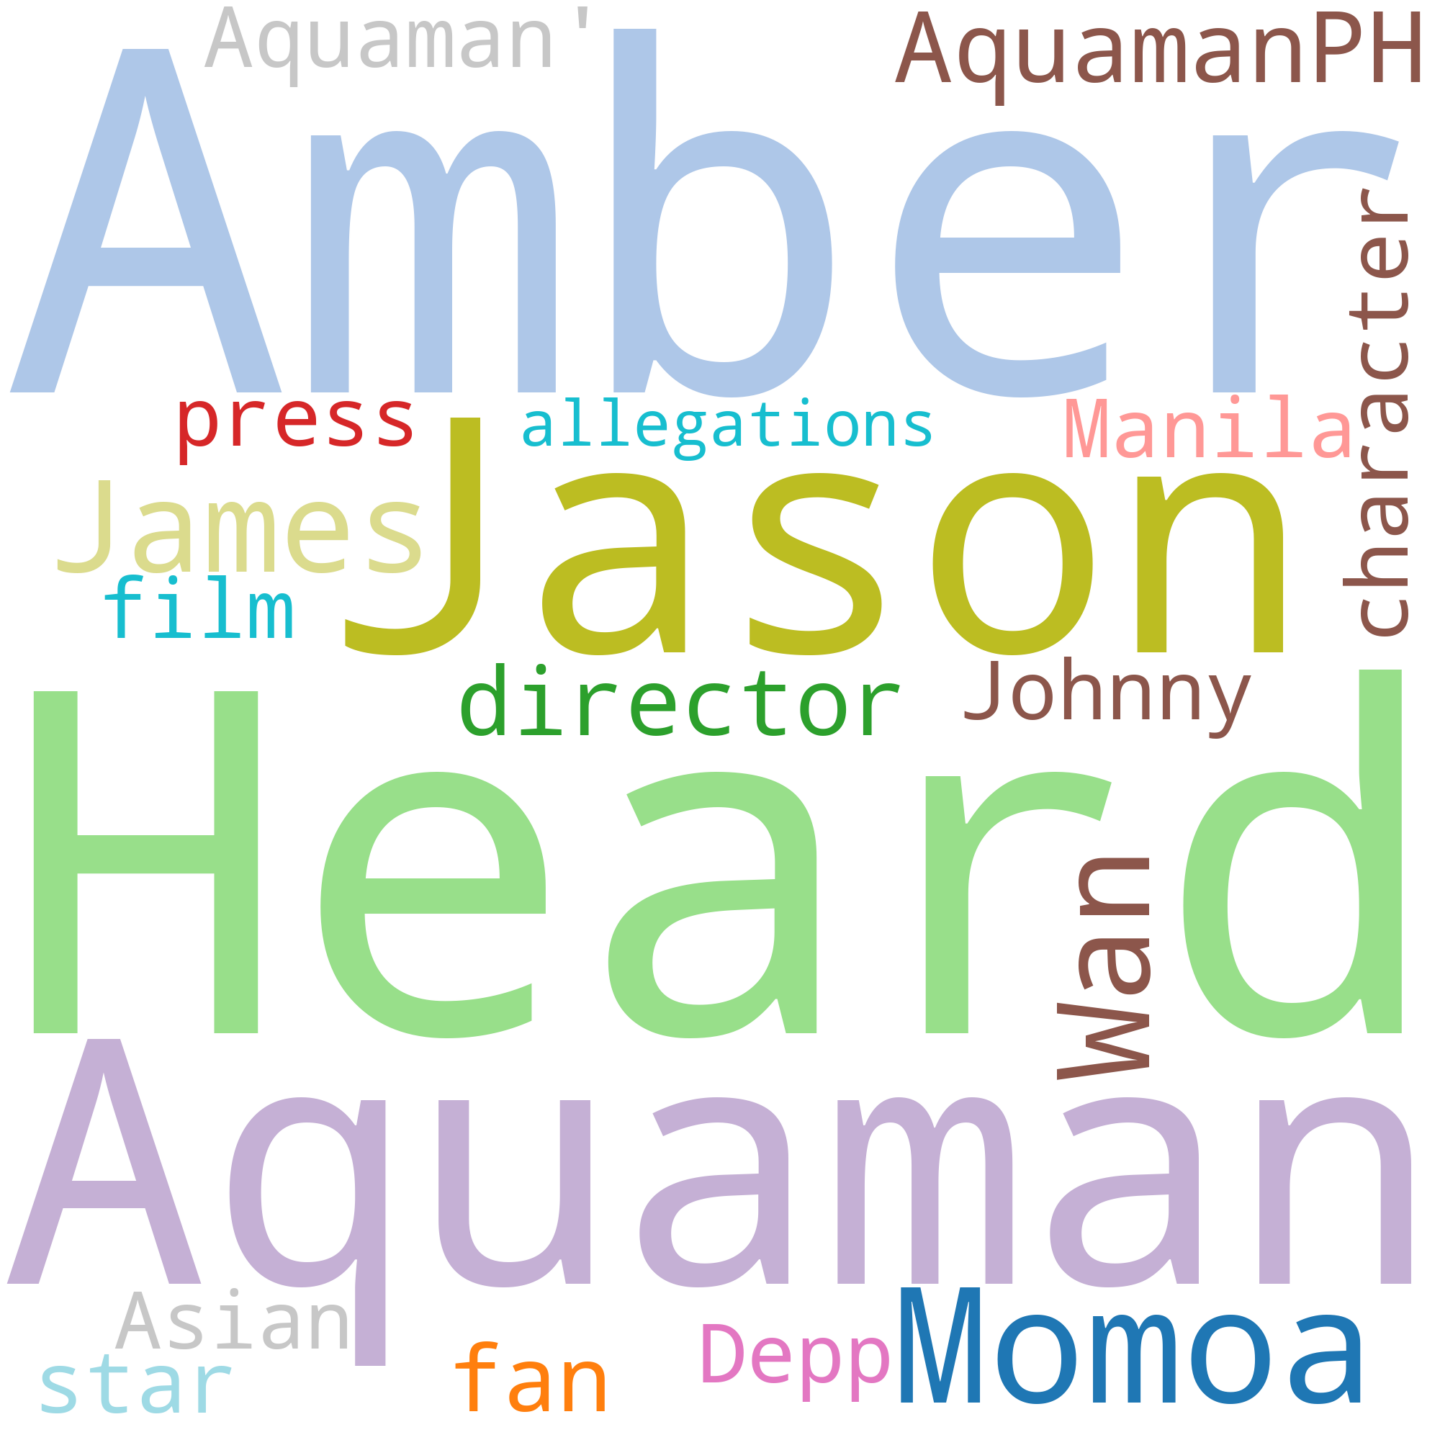 Aquaman'
AquamanPH
Amber
character
press
allegations
Manila
Jason
James
film
director
Johnny
Heard
Wan
Aquaman
Asian
Momoa
Depp
star
fan